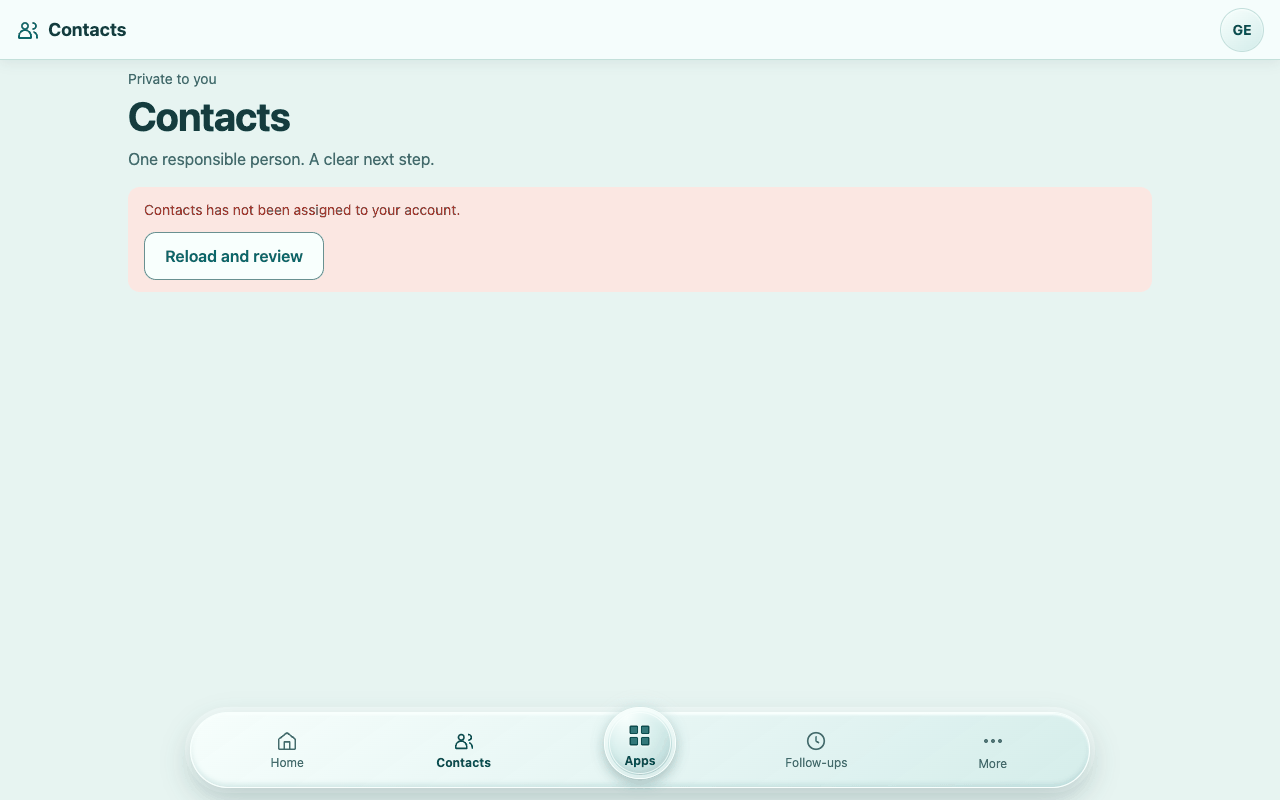 Contacts
GE
Private to you
Contacts
One responsible person. A clear next step.
Contacts has not been assigned to your account.
Reload and review
Home
Contacts
Apps
Follow-ups
More